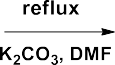 reflux
K₂CO₃, DMF